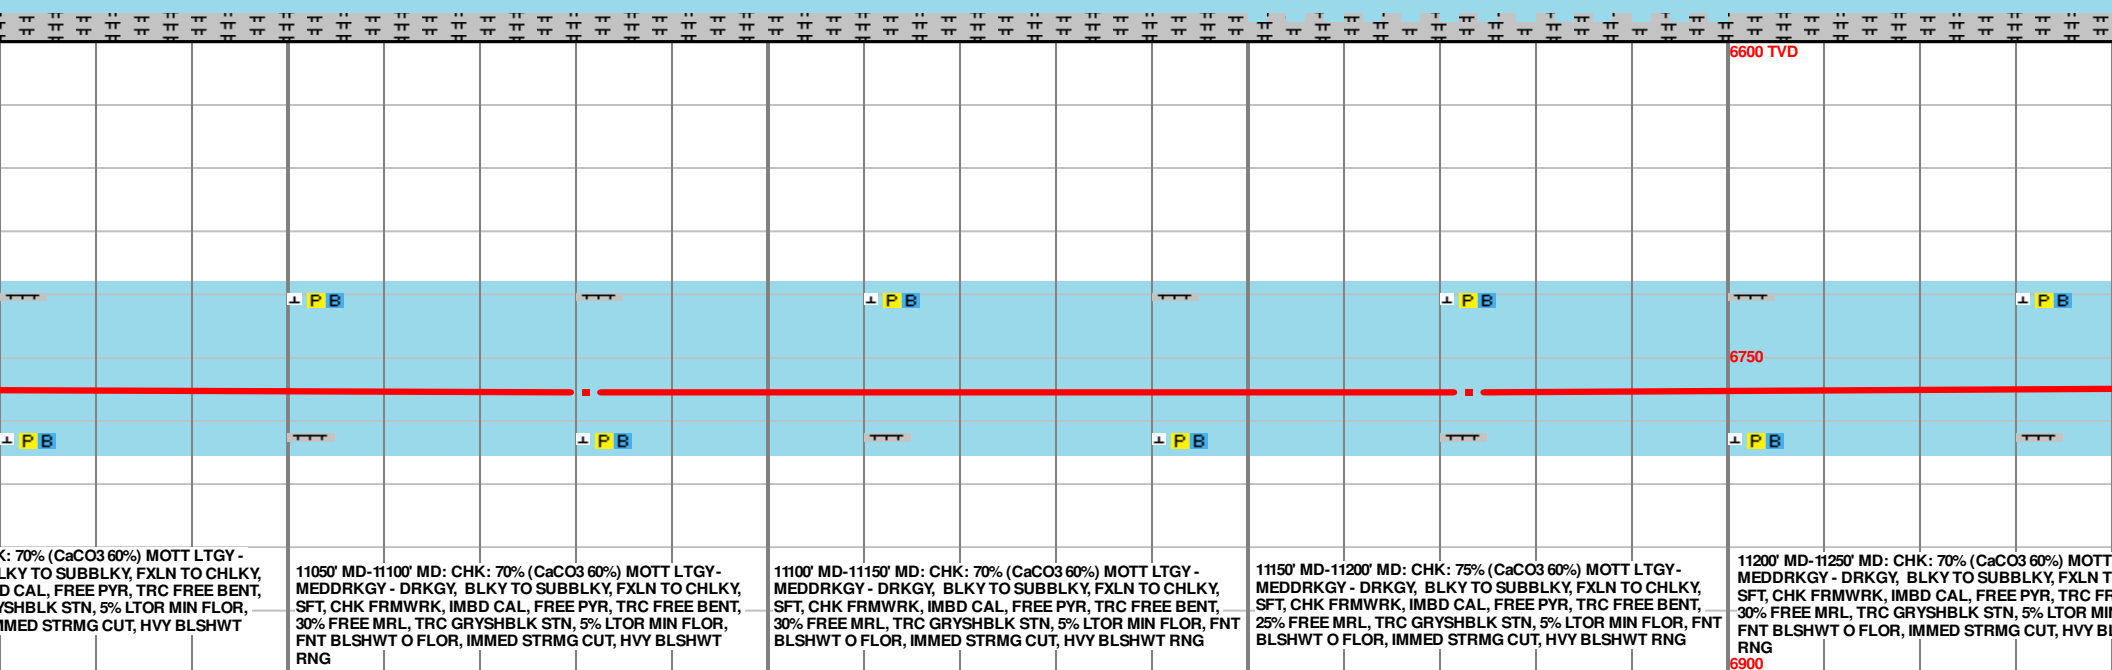 6600 TVD
P B
P B
P B
P B
6750
P B
P B
P B
P B
K: 70% (CaCO3 60%) MOTT LTGY -
LKY TO SUBBLKY, FXLN TO CHLKY,
D CAL, FREE PYR, TRC FREE BENT,
YSHBLK STN, 5% LTOR MIN FLOR,
MMED STRMG CUT, HVY BLSHWT
11050' MD-11100' MD: CHK: 70% (CaCO3 60%) MOTT LTGY-
MEDDRKGY - DRKGY, BLKY TO SUBBLKY, FXLN TO CHLKY,
SFT, CHK FRMWRK, IMBD CAL, FREE PYR, TRC FREE BENT,
30% FREE MRL, TRC GRYSHBLK STN, 5% LTOR MIN FLOR,
FNT BLSHWT O FLOR, IMMED STRMG CUT, HVY BLSHWT
RNG
11100' MD-11150' MD: CHK: 70% (CaCO3 60%) MOTT LTGY -
MEDDRKGY - DRKGY, BLKY TO SUBBLKY, FXLN TO CHLKY,
SFT, CHK FRMWRK, IMBD CAL, FREE PYR, TRC FREE BENT,
30% FREE MRL, TRC GRYSHBLK STN, 5% LTOR MIN FLOR, FNT
BLSHWT O FLOR, IMMED STRMG CUT, HVY BLSHWT RNG
11150' MD-11200' MD: CHK: 75% (CaCO3 60%) MOTT LTGY-
MEDDRKGY - DRKGY, BLKY TO SUBBLKY, FXLN TO CHLKY,
SFT, CHK FRMWRK, IMBD CAL, FREE PYR, TRC FREE BENT,
25% FREE MRL, TRC GRYSHBLK STN, 5% LTOR MIN FLOR, FNT
BLSHWT O FLOR, IMMED STRMG CUT, HVY BLSHWT RNG
11200' MD-11250' MD: CHK: 70% (CaCO3 60%) MOTT
MEDDRKGY - DRKGY, BLKY TO SUBBLKY, FXLN T
SFT, CHK FRMWRK, IMBD CAL, FREE PYR, TRC FR
30% FREE MRL, TRC GRYSHBLK STN, 5% LTOR MI
FNT BLSHWT O FLOR, IMMED STRMG CUT, HVY BL
RNG
6900